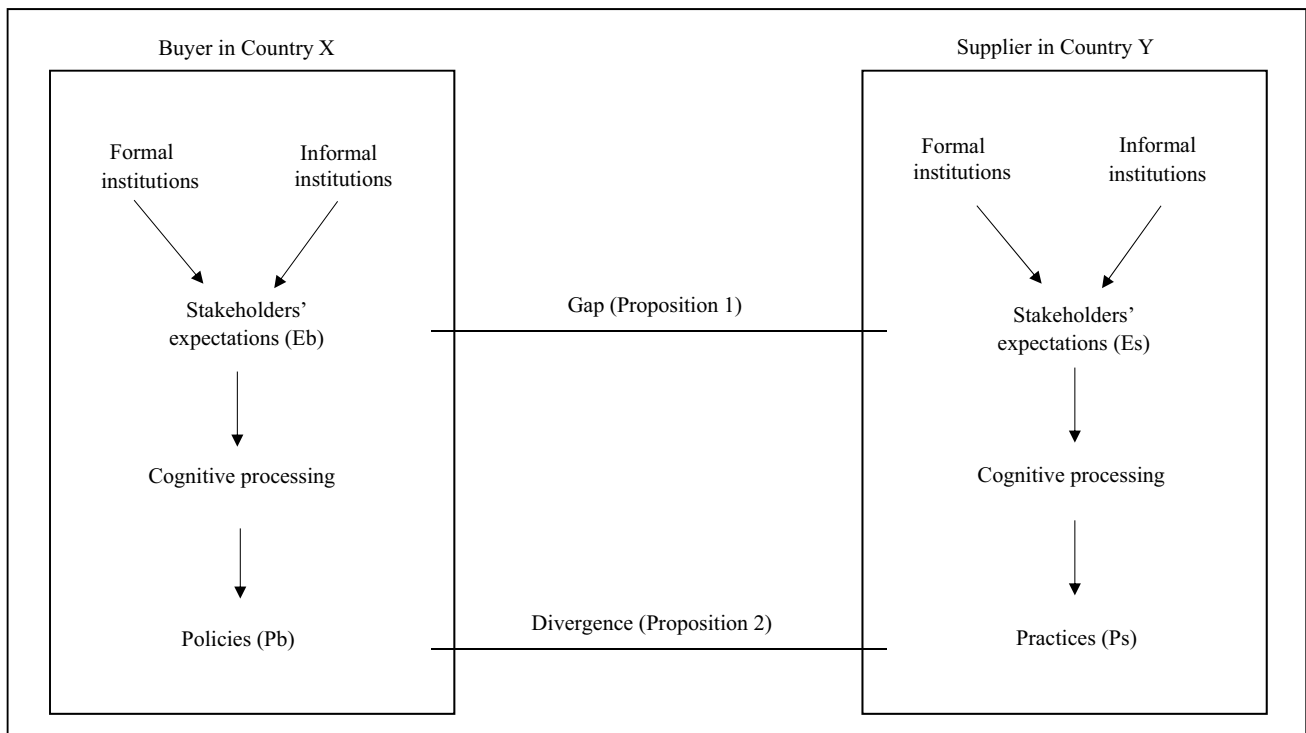 Buyer in Country X
Formal
institutions
Informal
institutions
Stakeholders’
expectations (Eb)
Cognitive processing
Policies (Pb)
Gap (Proposition 1)
Divergence (Proposition 2)
Supplier in Country Y
Formal
institutions
Informal
institutions
Stakeholders’
expectations (Es)
Cognitive processing
Practices (Ps)